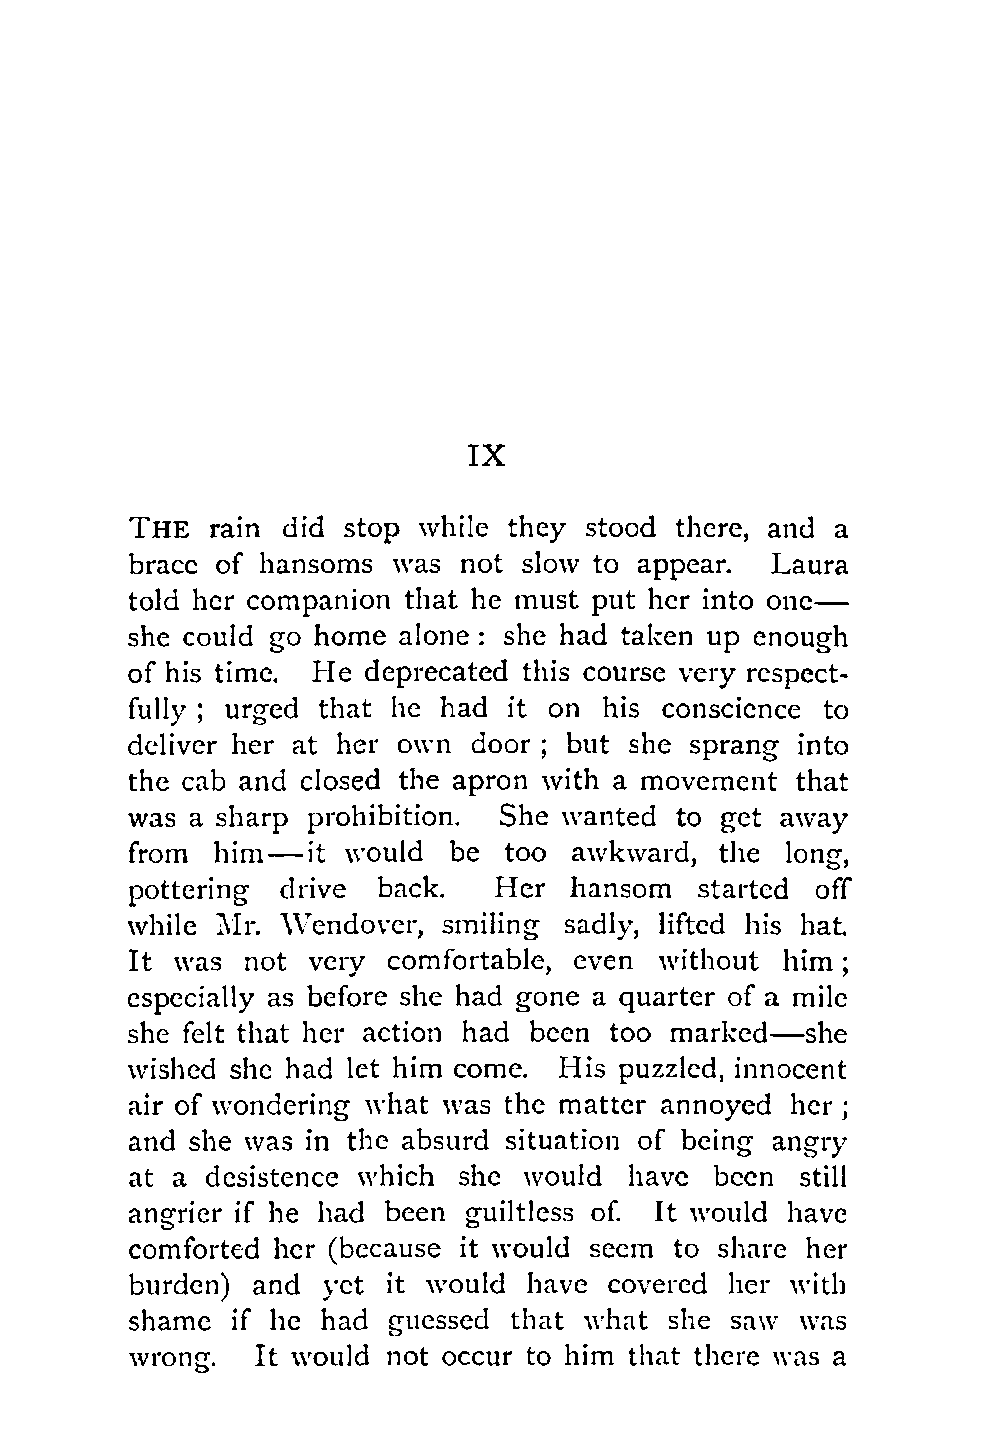 IX
THE rain did stop while they stood there, and a
brace of hansoms was not slow to appear. Laura
told her companion that he must put her into one—
she could go home alone : she had taken up enough
of his time. He deprecated this course very respect-
fully ; urged that he had it on his conscience to
deliver her at her own door ; but she sprang into
the cab and closed the apron with a movement that
was a sharp prohibition. She wanted to get away
from him—it would be too awkward, the long,
pottering drive back. Her hansom started off
while Mr. Wendover, smiling sadly, lifted his hat.
It was not very comfortable, even without him ;
especially as before she had gone a quarter of a mile
she felt that her action had been too marked—she
wished she had let him come. His puzzled, innocent
air of wondering what was the matter annoyed her ;
and she was in the absurd situation of being angry
at a desistence which she would have been still
angrier if he had been guiltless of. It would have
comforted her (because it would seem to share her
burden) and yet it would have covered her with
shame if he had guessed that what she saw was
wrong. It would not occur to him that there was a